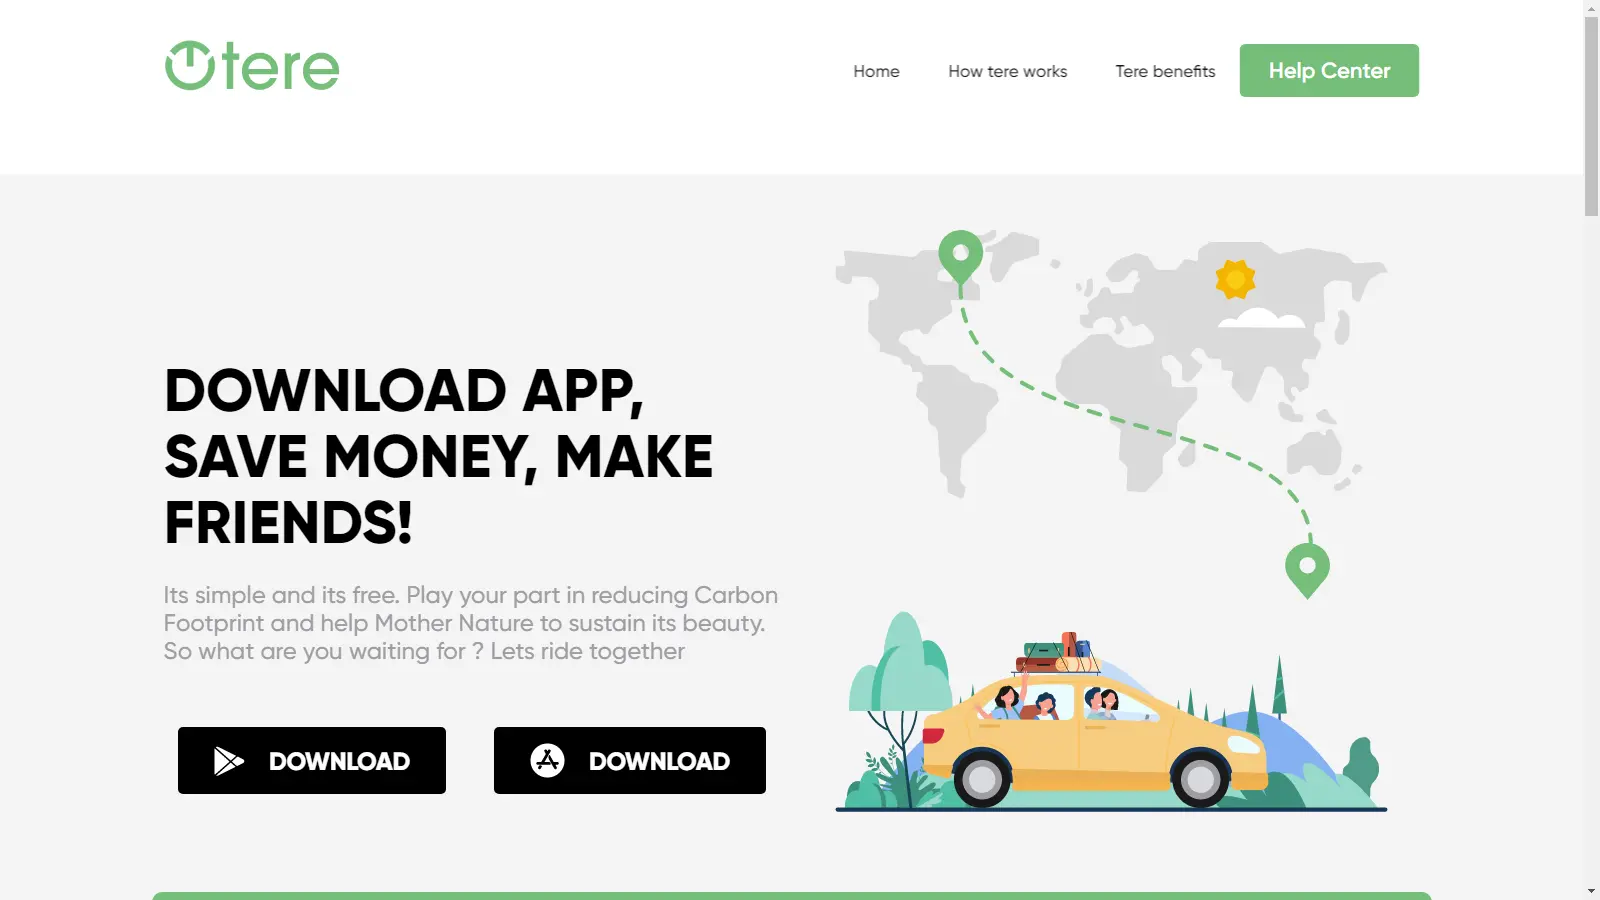 tere
Home
How tere works
Tere benefits
Help Center
DOWNLOAD APP,
SAVE MONEY, MAKE
FRIENDS!
Its simple and its free. Play your part in reducing Carbon
Footprint and help Mother Nature to sustain its beauty.
So what are you waiting for ? Lets ride together
DOWNLOAD
DOWNLOAD